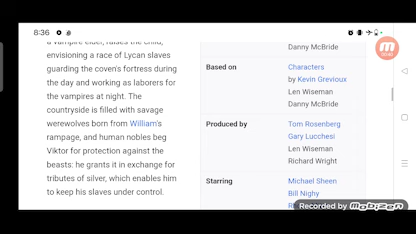 8:36
a vampire elder, raises the child,
envisioning a race of Lycan slaves
guarding the coven's fortress during
the day and working as laborers for
the vampires at night. The
countryside is filled with savage
werewolves born from William's
rampage, and human nobles beg
Viktor for protection against the
beasts: he grants it in exchange for
tributes of silver, which enables him
to keep his slaves under control.
Danny McBride
Based on
Characters
by Kevin Grevioux
Len Wiseman
Danny McBride
Produced by
Tom Rosenberg
Gary Lucchesi
Len Wiseman
Richard Wright
Starring
Michael Sheen
Bill Nighy
Recorded by Mobizen